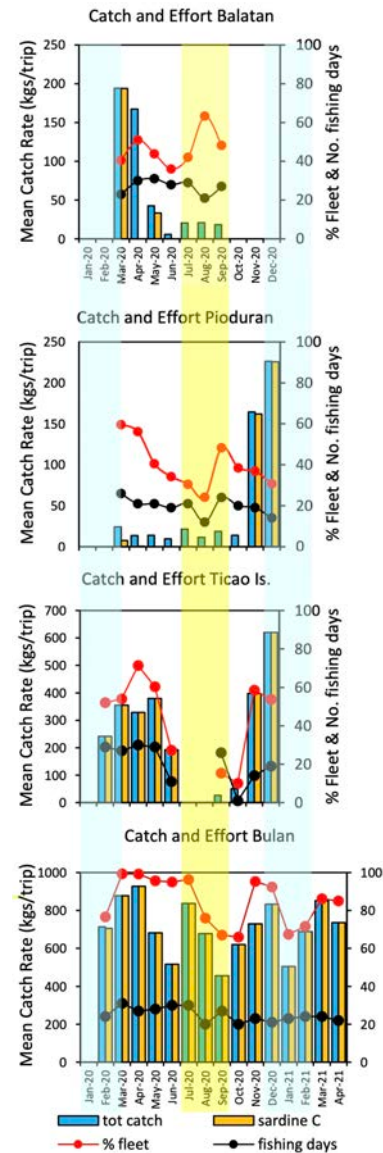 Catch and Effort Balatan
Mean Catch Rate (kgs/trip)
250
200
150
100
50
0
100
80
60
40
20
0
% Fleet & No. fishing days
Jan-20
Feb-20
Mar-20
Apr-20
May-20
Jun-20
Jul-20
Aug-20
Sep-20
Oct-20
Nov-20
Dec-20
Catch and Effort Pioduran
Mean Catch Rate (kgs/trip)
250
200
150
100
50
0
100
80
60
40
20
0
% Fleet & No. fishing days
Catch and Effort Ticao Is.
Mean Catch Rate (kgs/trip)
700
600
500
400
300
200
100
0
100
80
60
40
20
0
% Fleet & No. fishing days
Catch and Effort Bulan
Mean Catch Rate (kgs/trip)
1000
800
600
400
200
0
100
80
60
40
20
0
Jan-20
Feb-20
Mar-20
Apr-20
May-20
Jun-20
Jul-20
Aug-20
Sep-20
Oct-20
Nov-20
Dec-20
Jan-21
Feb-21
Mar-21
Apr-21
tot catch
sardine C
% fleet
fishing days